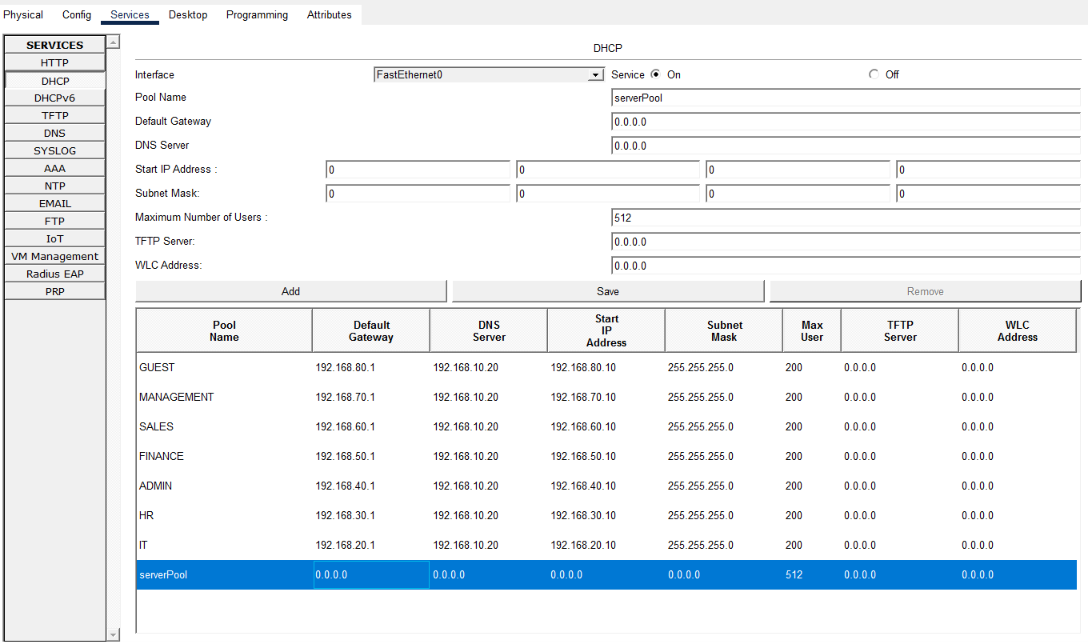 Physical Config Services Desktop Programming Attributes
SERVICES
HTTP
DHCP
DHCPv6
TFTP
DNS
SYSLOG
AAA
NTP
EMAIL
FTP
IoT
VM Management
Radius EAP
PRP
DHCP
Interface FastEthernet0 Service On Off
Pool Name serverPool
Default Gateway 0.0.0.0
DNS Server 0.0.0.0
Start IP Address : 0 0 0 0
Subnet Mask: 0 0 0 0
Maximum Number of Users : 512
TFTP Server: 0.0.0.0
WLC Address: 0.0.0.0
Add Save Remove
Pool Name Default Gateway DNS Server Start IP Address Subnet Mask Max User TFTP Server WLC Address
GUEST 192.168.80.1 192.168.10.20 192.168.80.10 255.255.255.0 200 0.0.0.0 0.0.0.0
MANAGEMENT 192.168.70.1 192.168.10.20 192.168.70.10 255.255.255.0 200 0.0.0.0 0.0.0.0
SALES 192.168.60.1 192.168.10.20 192.168.60.10 255.255.255.0 200 0.0.0.0 0.0.0.0
FINANCE 192.168.50.1 192.168.10.20 192.168.50.10 255.255.255.0 200 0.0.0.0 0.0.0.0
ADMIN 192.168.40.1 192.168.10.20 192.168.40.10 255.255.255.0 200 0.0.0.0 0.0.0.0
HR 192.168.30.1 192.168.10.20 192.168.30.10 255.255.255.0 200 0.0.0.0 0.0.0.0
IT 192.168.20.1 192.168.10.20 192.168.20.10 255.255.255.0 200 0.0.0.0 0.0.0.0
serverPool 0.0.0.0 0.0.0.0 0.0.0.0 0.0.0.0 512 0.0.0.0 0.0.0.0